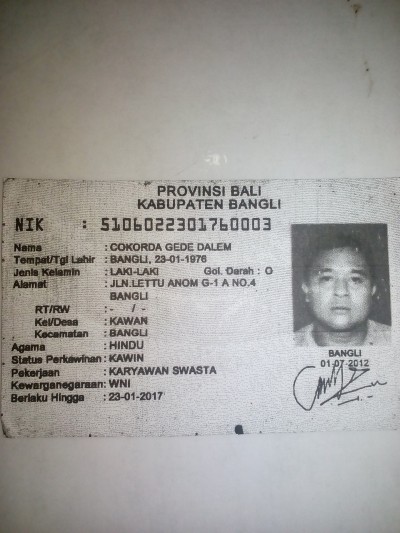 PROVINSI BALI
KABUPATEN BANGLI
NIK : 5106022301760003
Nama : COKORDA GEDE DALEM
Tempat/Tgl Lahir : BANGLI, 23-01-1976
Jenis Kelamin : LAKI-LAKI Gol. Darah : O
Alamat : JLN.LETTU ANOM G-1 A NO.4
BANGLI
RT/RW : - / -
Kel/Desa : KAWAN
Kecamatan : BANGLI
Agama : HINDU
Status Perkawinan: KAWIN
Pekerjaan : KARYAWAN SWASTA
Kewarganegaraan: WNI
Berlaku Hingga : 23-01-2017
BANGLI
01-07-2012